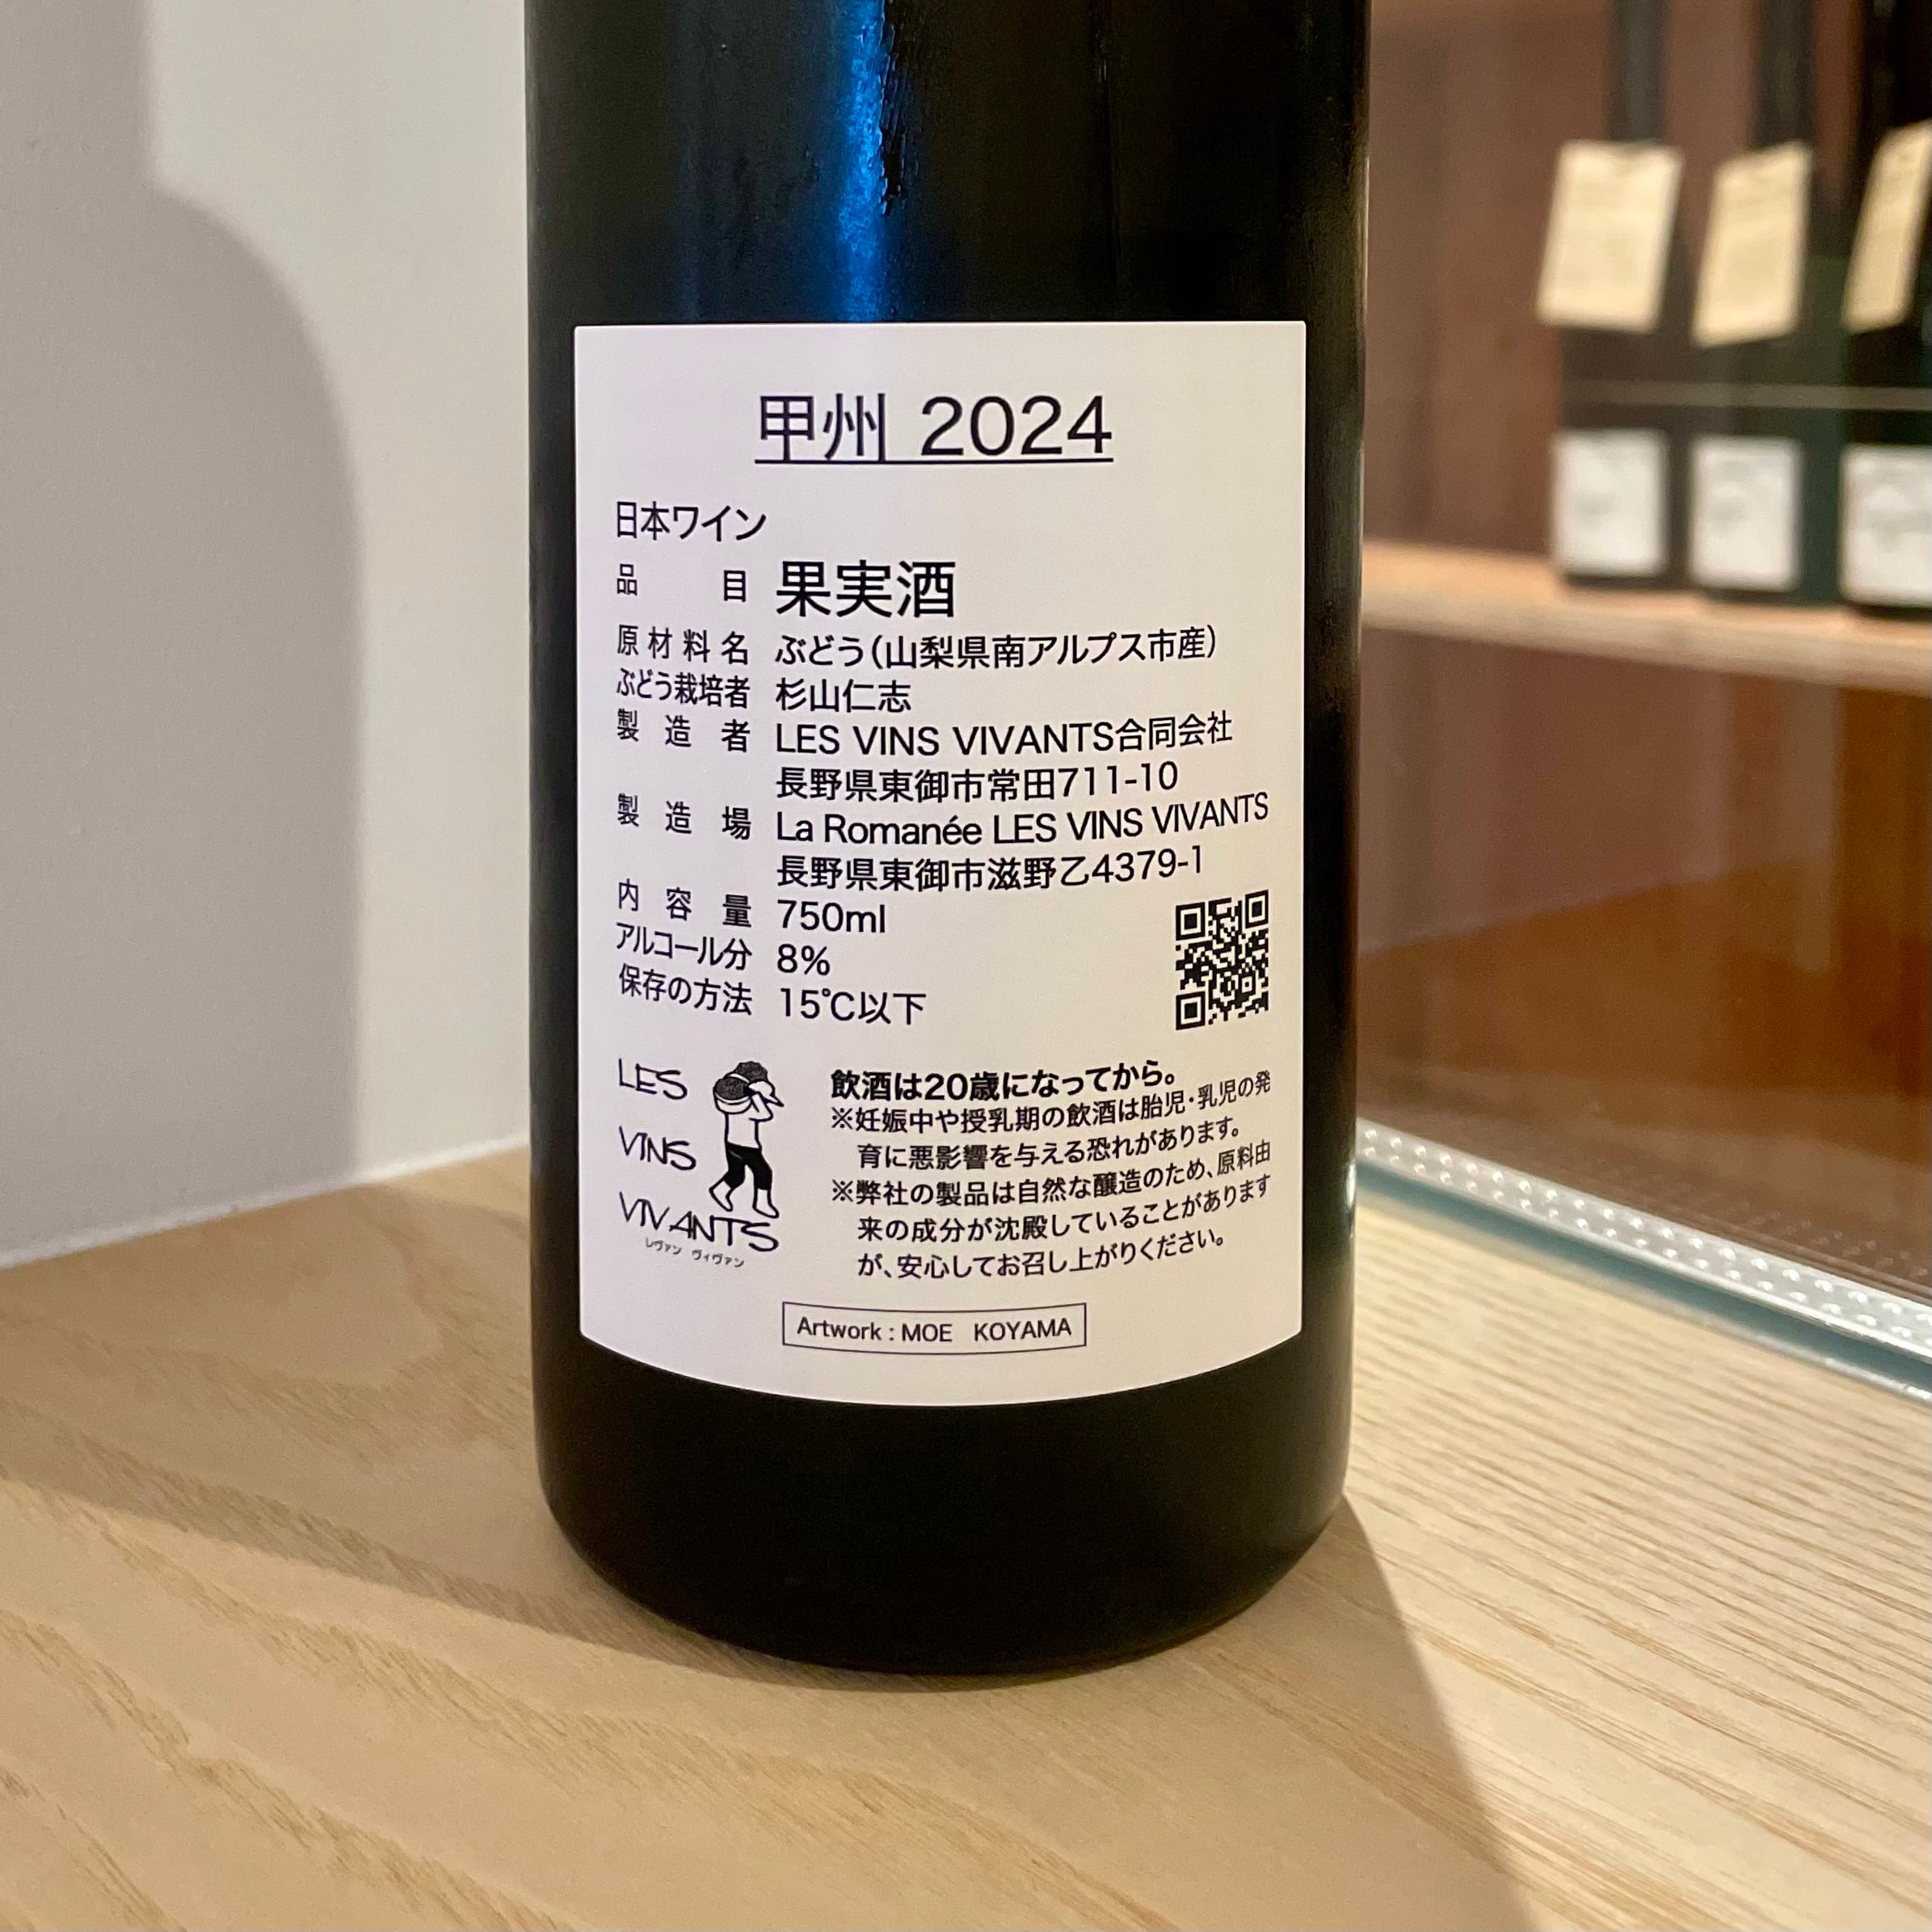 甲州 2024
日本ワイン
品目 果実酒
原材料名 ぶどう(山梨県南アルプス市産)
ぶどう栽培者 杉山仁志
製造者 LES VINS VIVANTS合同会社
長野県東御市常田711-10
製造場 La Romanée LES VINS VIVANTS
長野県東御市滋野乙4379-1
内容量 750ml
アルコール分 8%
保存の方法 15℃以下
LES
VINS
VIVANTS
レヴァン ヴィヴァン
飲酒は20歳になってから。
※妊娠中や授乳期の飲酒は胎児・乳児の発
育に悪影響を与える恐れがあります。
※弊社の製品は自然な醸造のため、原料由
来の成分が沈殿していることがあります
が、安心してお召し上がりください。
Artwork : MOE KOYAMA